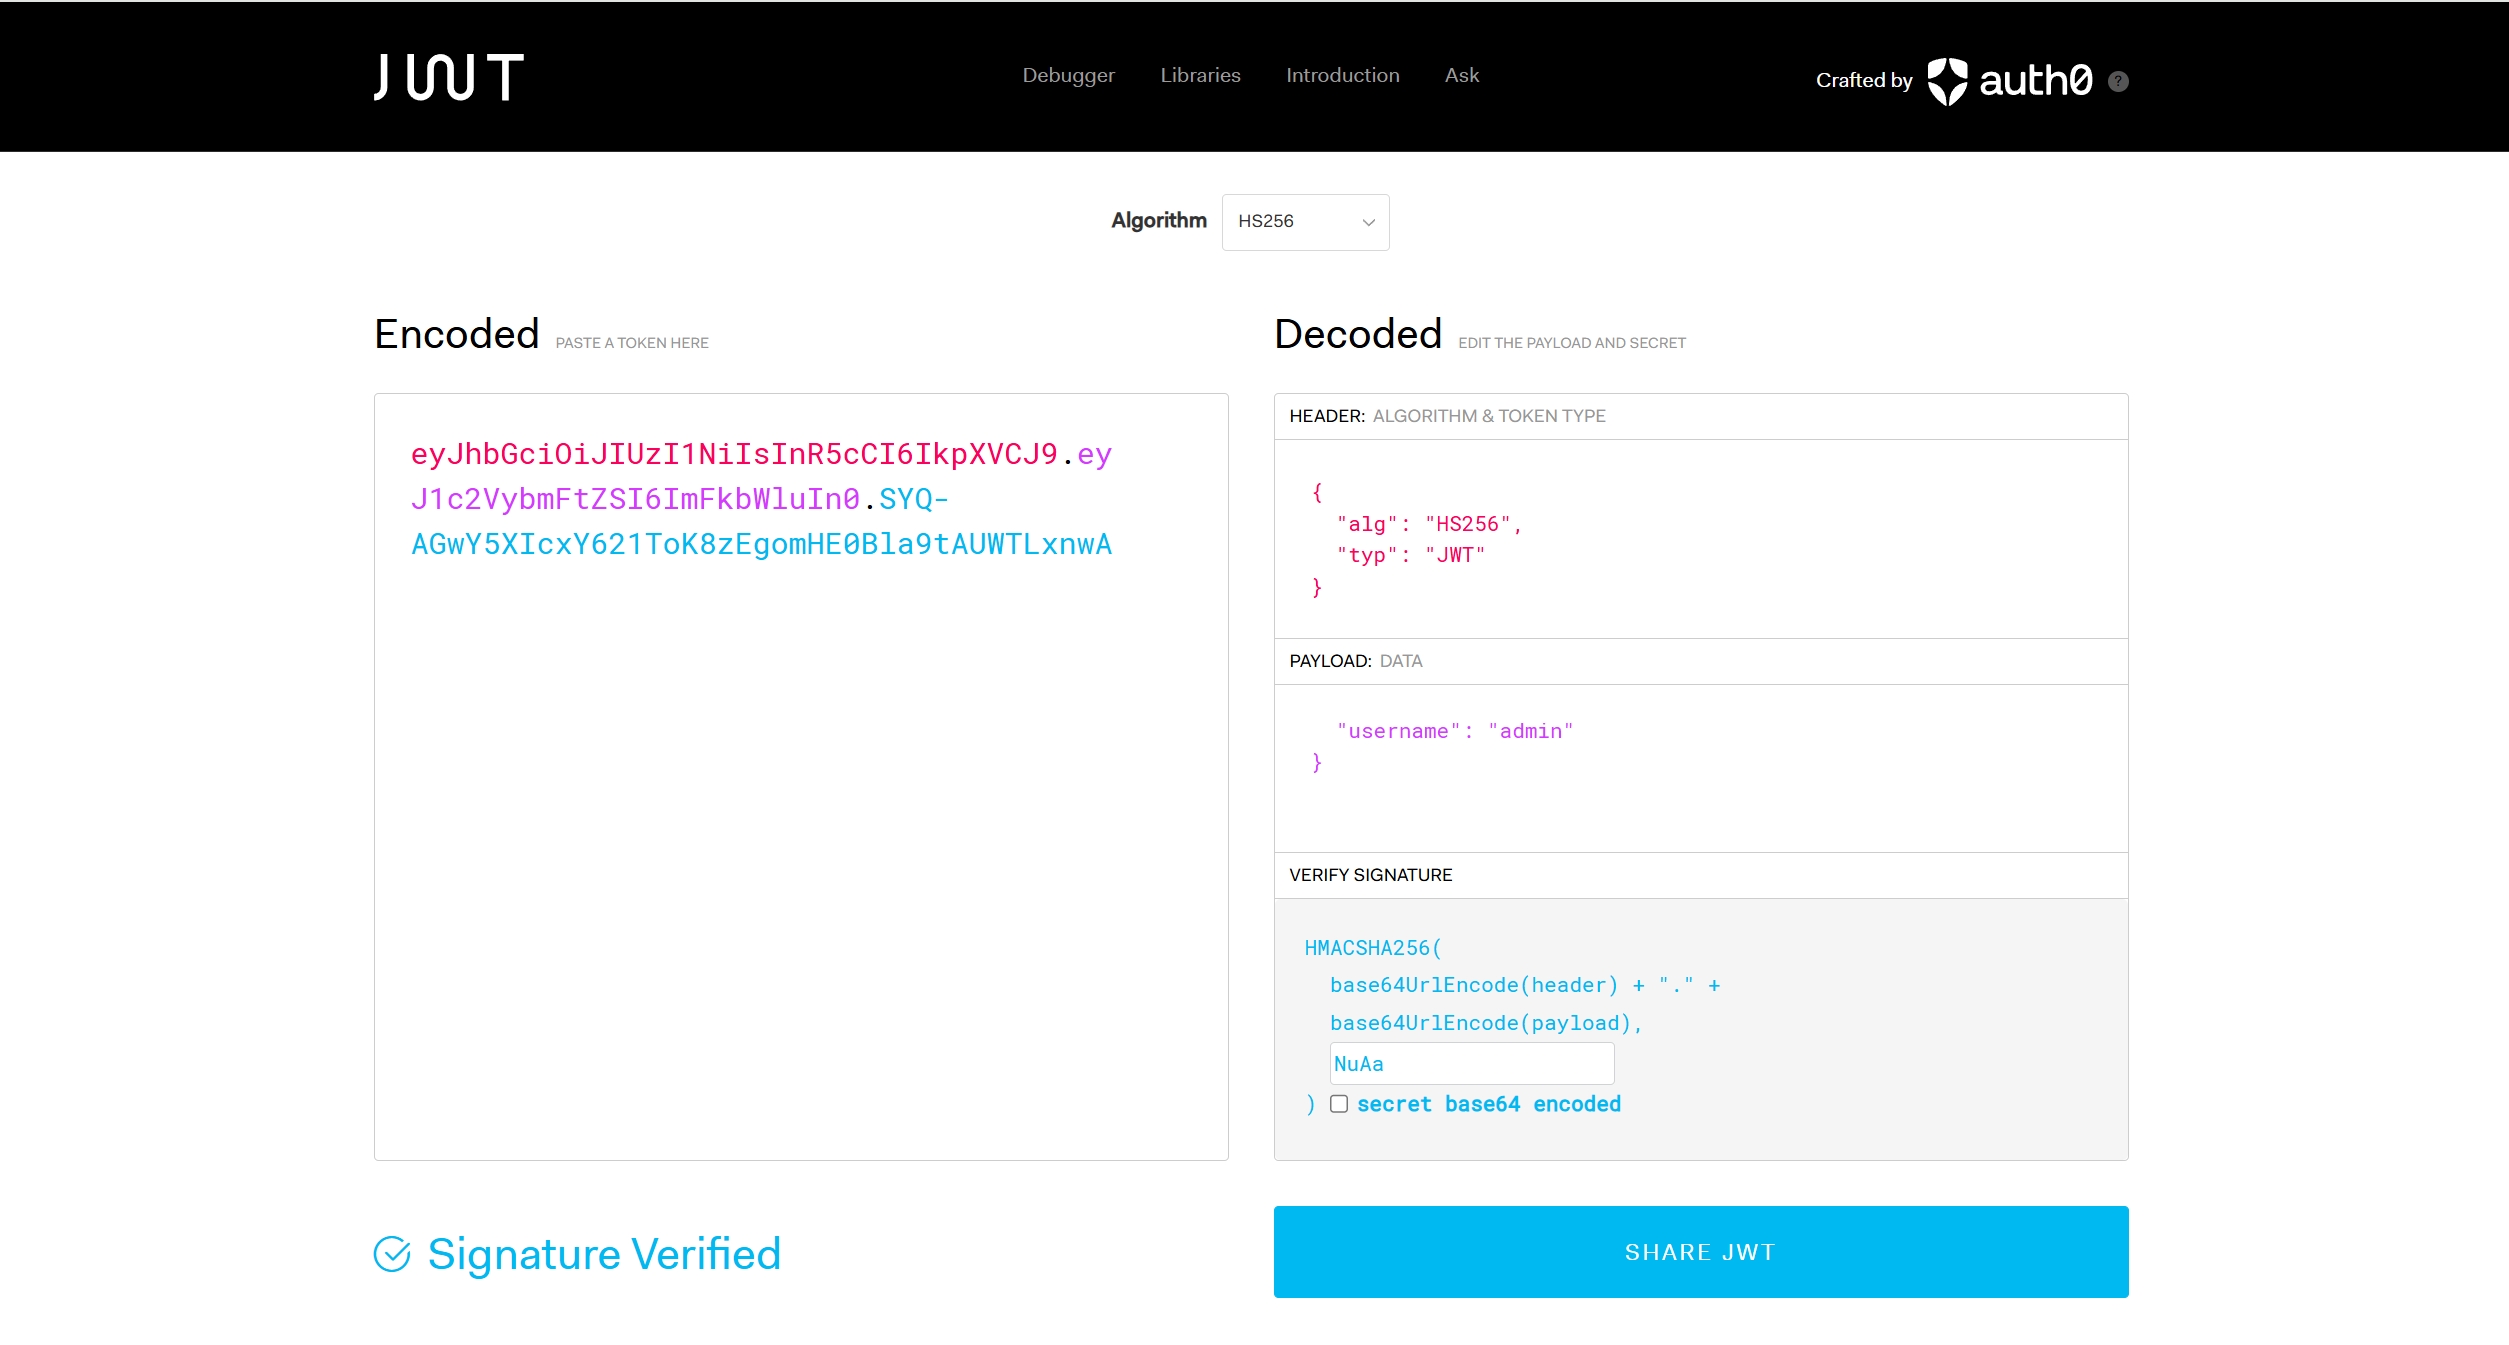 JWT
Debugger Libraries Introduction Ask
Crafted by auth0 ?
Algorithm HS256
Encoded PASTE A TOKEN HERE
eyJhbGciOiJIUzI1NiIsInR5cCI6IkpXVCJ9.ey
J1c2VybmFtZSI6ImFkbWluIn0.SYQ-
AGwY5XIcxY621ToK8zEgomHE0Bla9tAUWTLxnwA
Decoded EDIT THE PAYLOAD AND SECRET
HEADER: ALGORITHM & TOKEN TYPE
{
"alg": "HS256",
"typ": "JWT"
}
PAYLOAD: DATA
"username": "admin"
}
VERIFY SIGNATURE
HMACSHA256(
base64UrlEncode(header) + "." +
base64UrlEncode(payload),
NuAa
) secret base64 encoded
Signature Verified
SHARE JWT